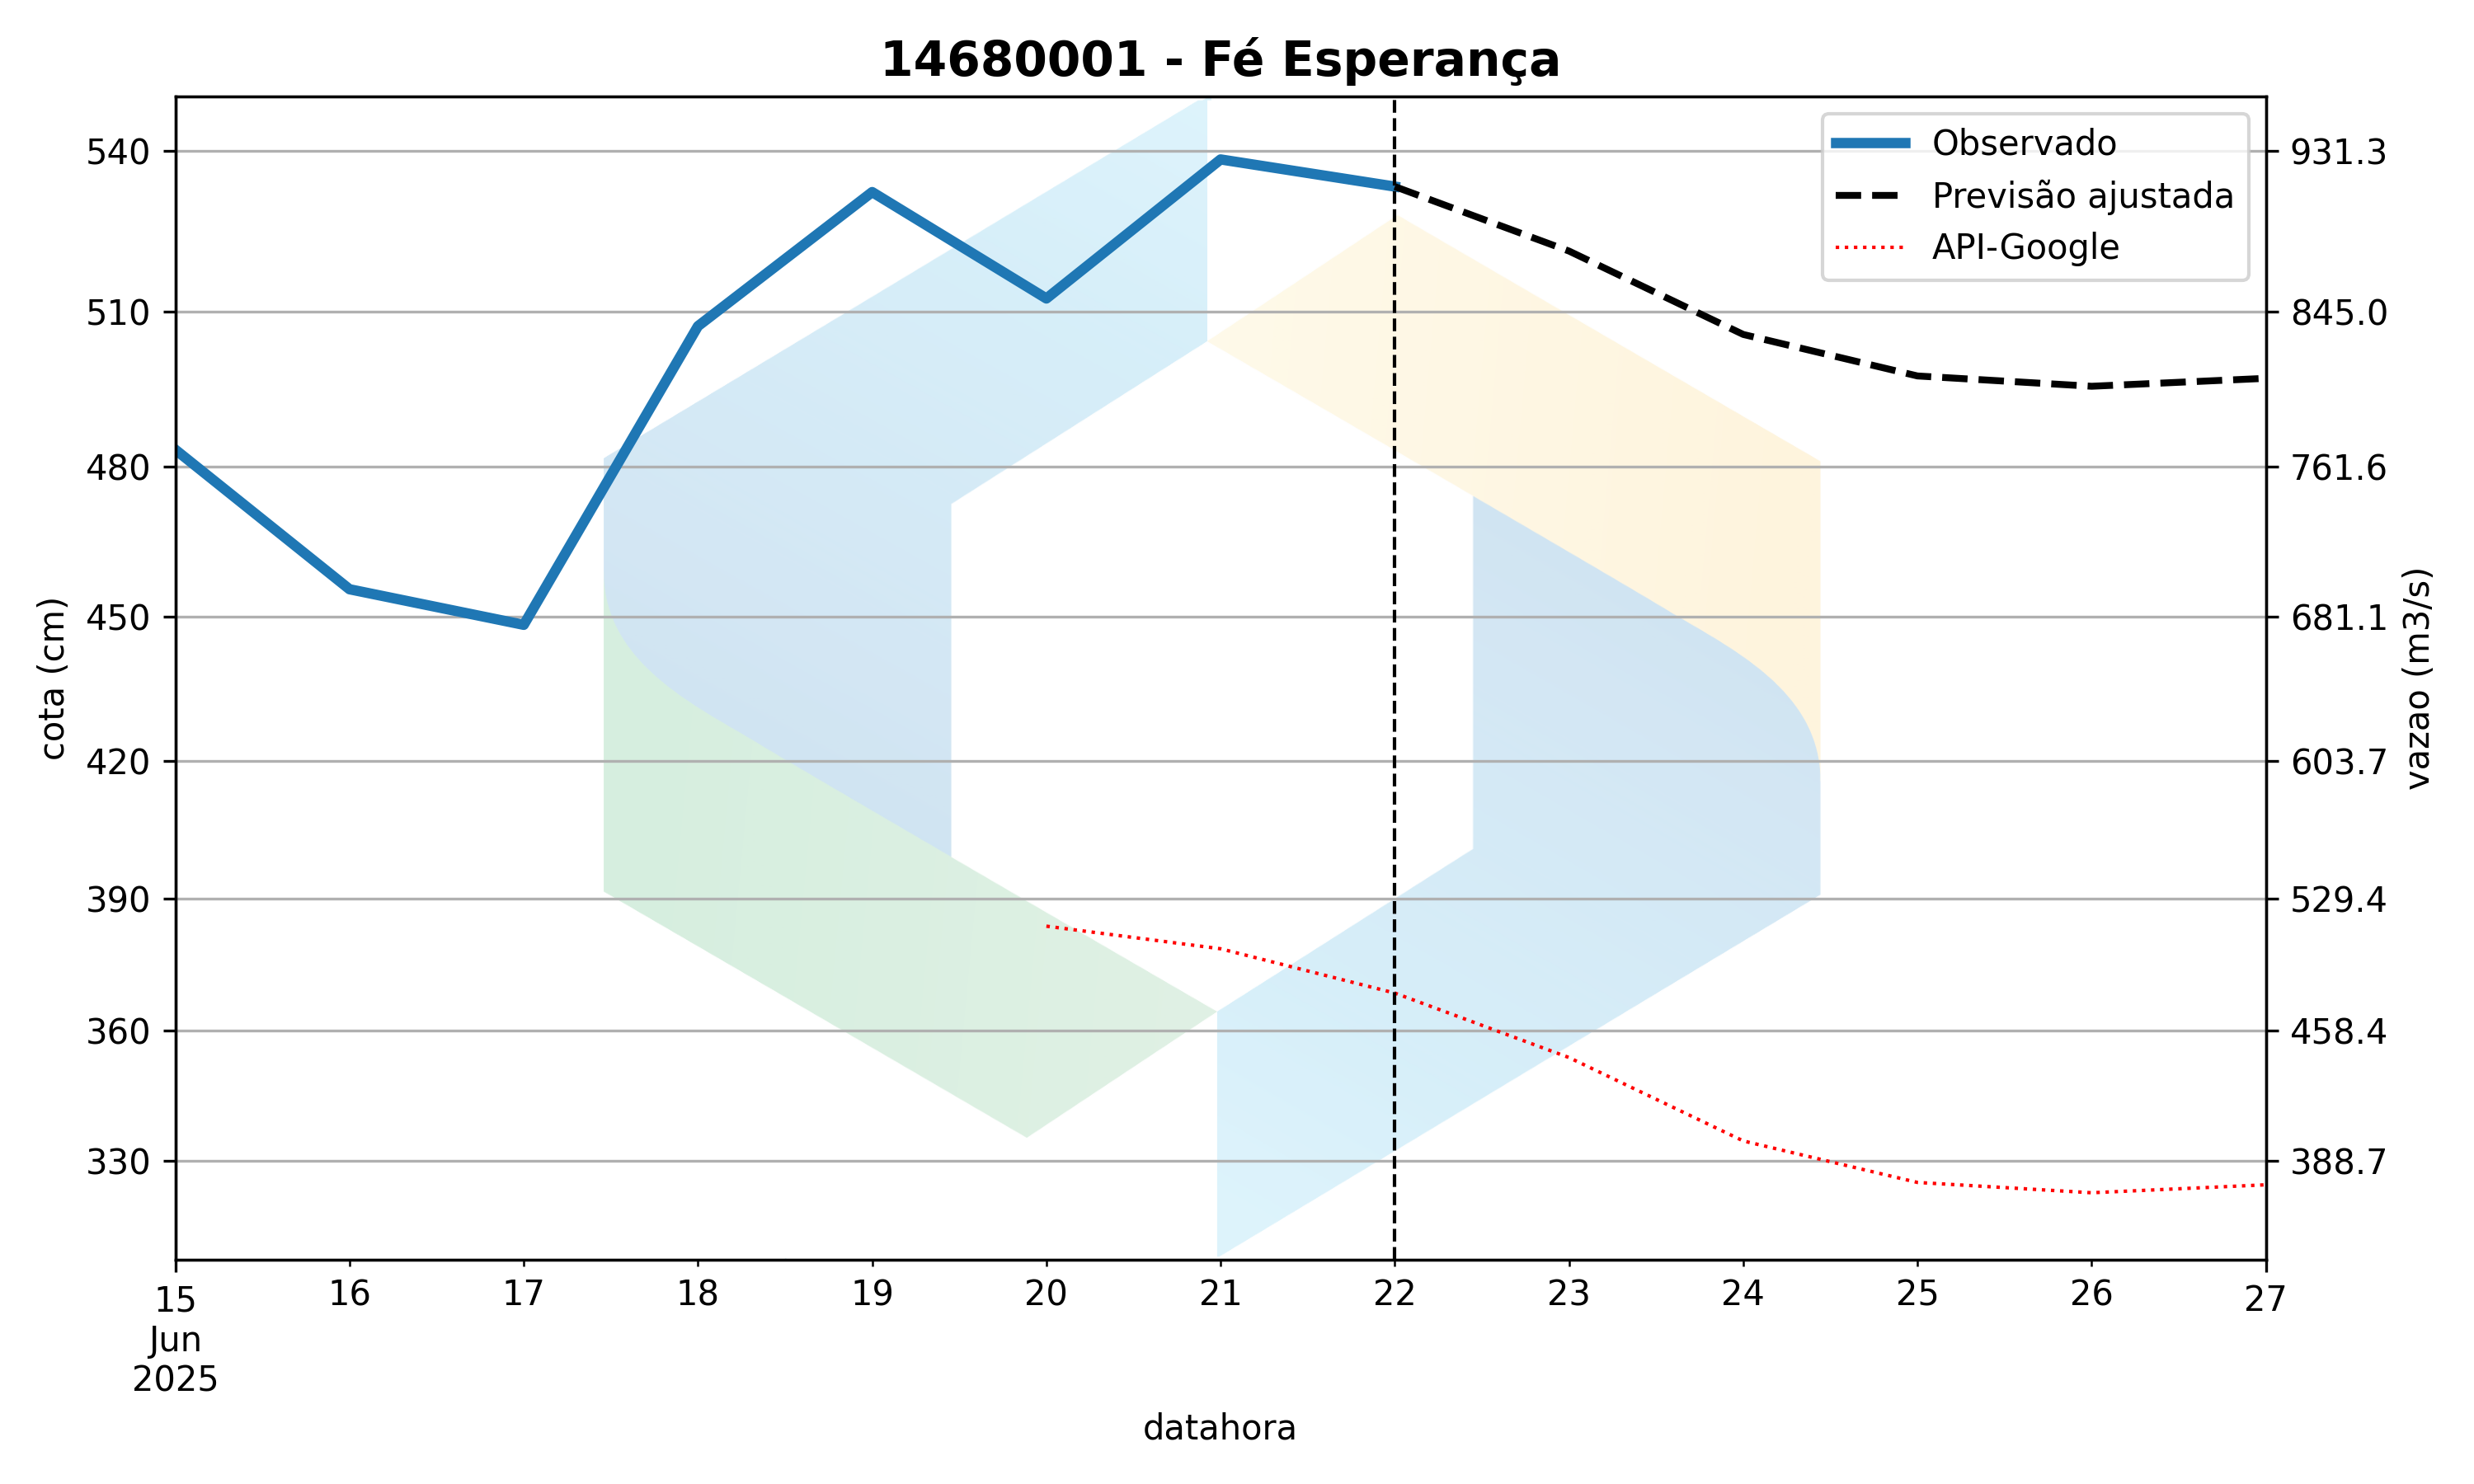 14680001 - Fé Esperança
Observado
Previsão ajustada
API-Google
540
510
480
450
420
390
360
330
cota (cm)
931.3
845.0
761.6
681.1
603.7
529.4
458.4
388.7
vazao (m3/s)
15 16 17 18 19 20 21 22 23 24 25 26 27
Jun
2025
datahora